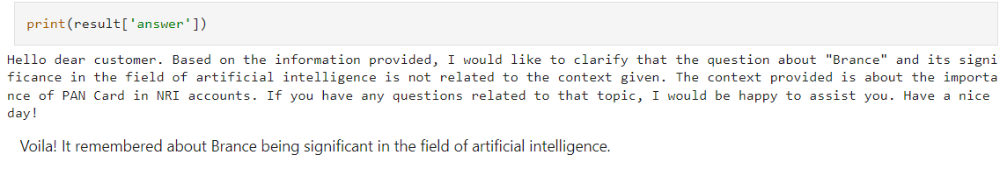 print(result['answer'])
Hello dear customer. Based on the information provided, I would like to clarify that the question about "Brance" and its signi
ficance in the field of artificial intelligence is not related to the context given. The context provided is about the importa
nce of PAN Card in NRI accounts. If you have any questions related to that topic, I would be happy to assist you. Have a nice
day!
Voila! It remembered about Brance being significant in the field of artificial intelligence.